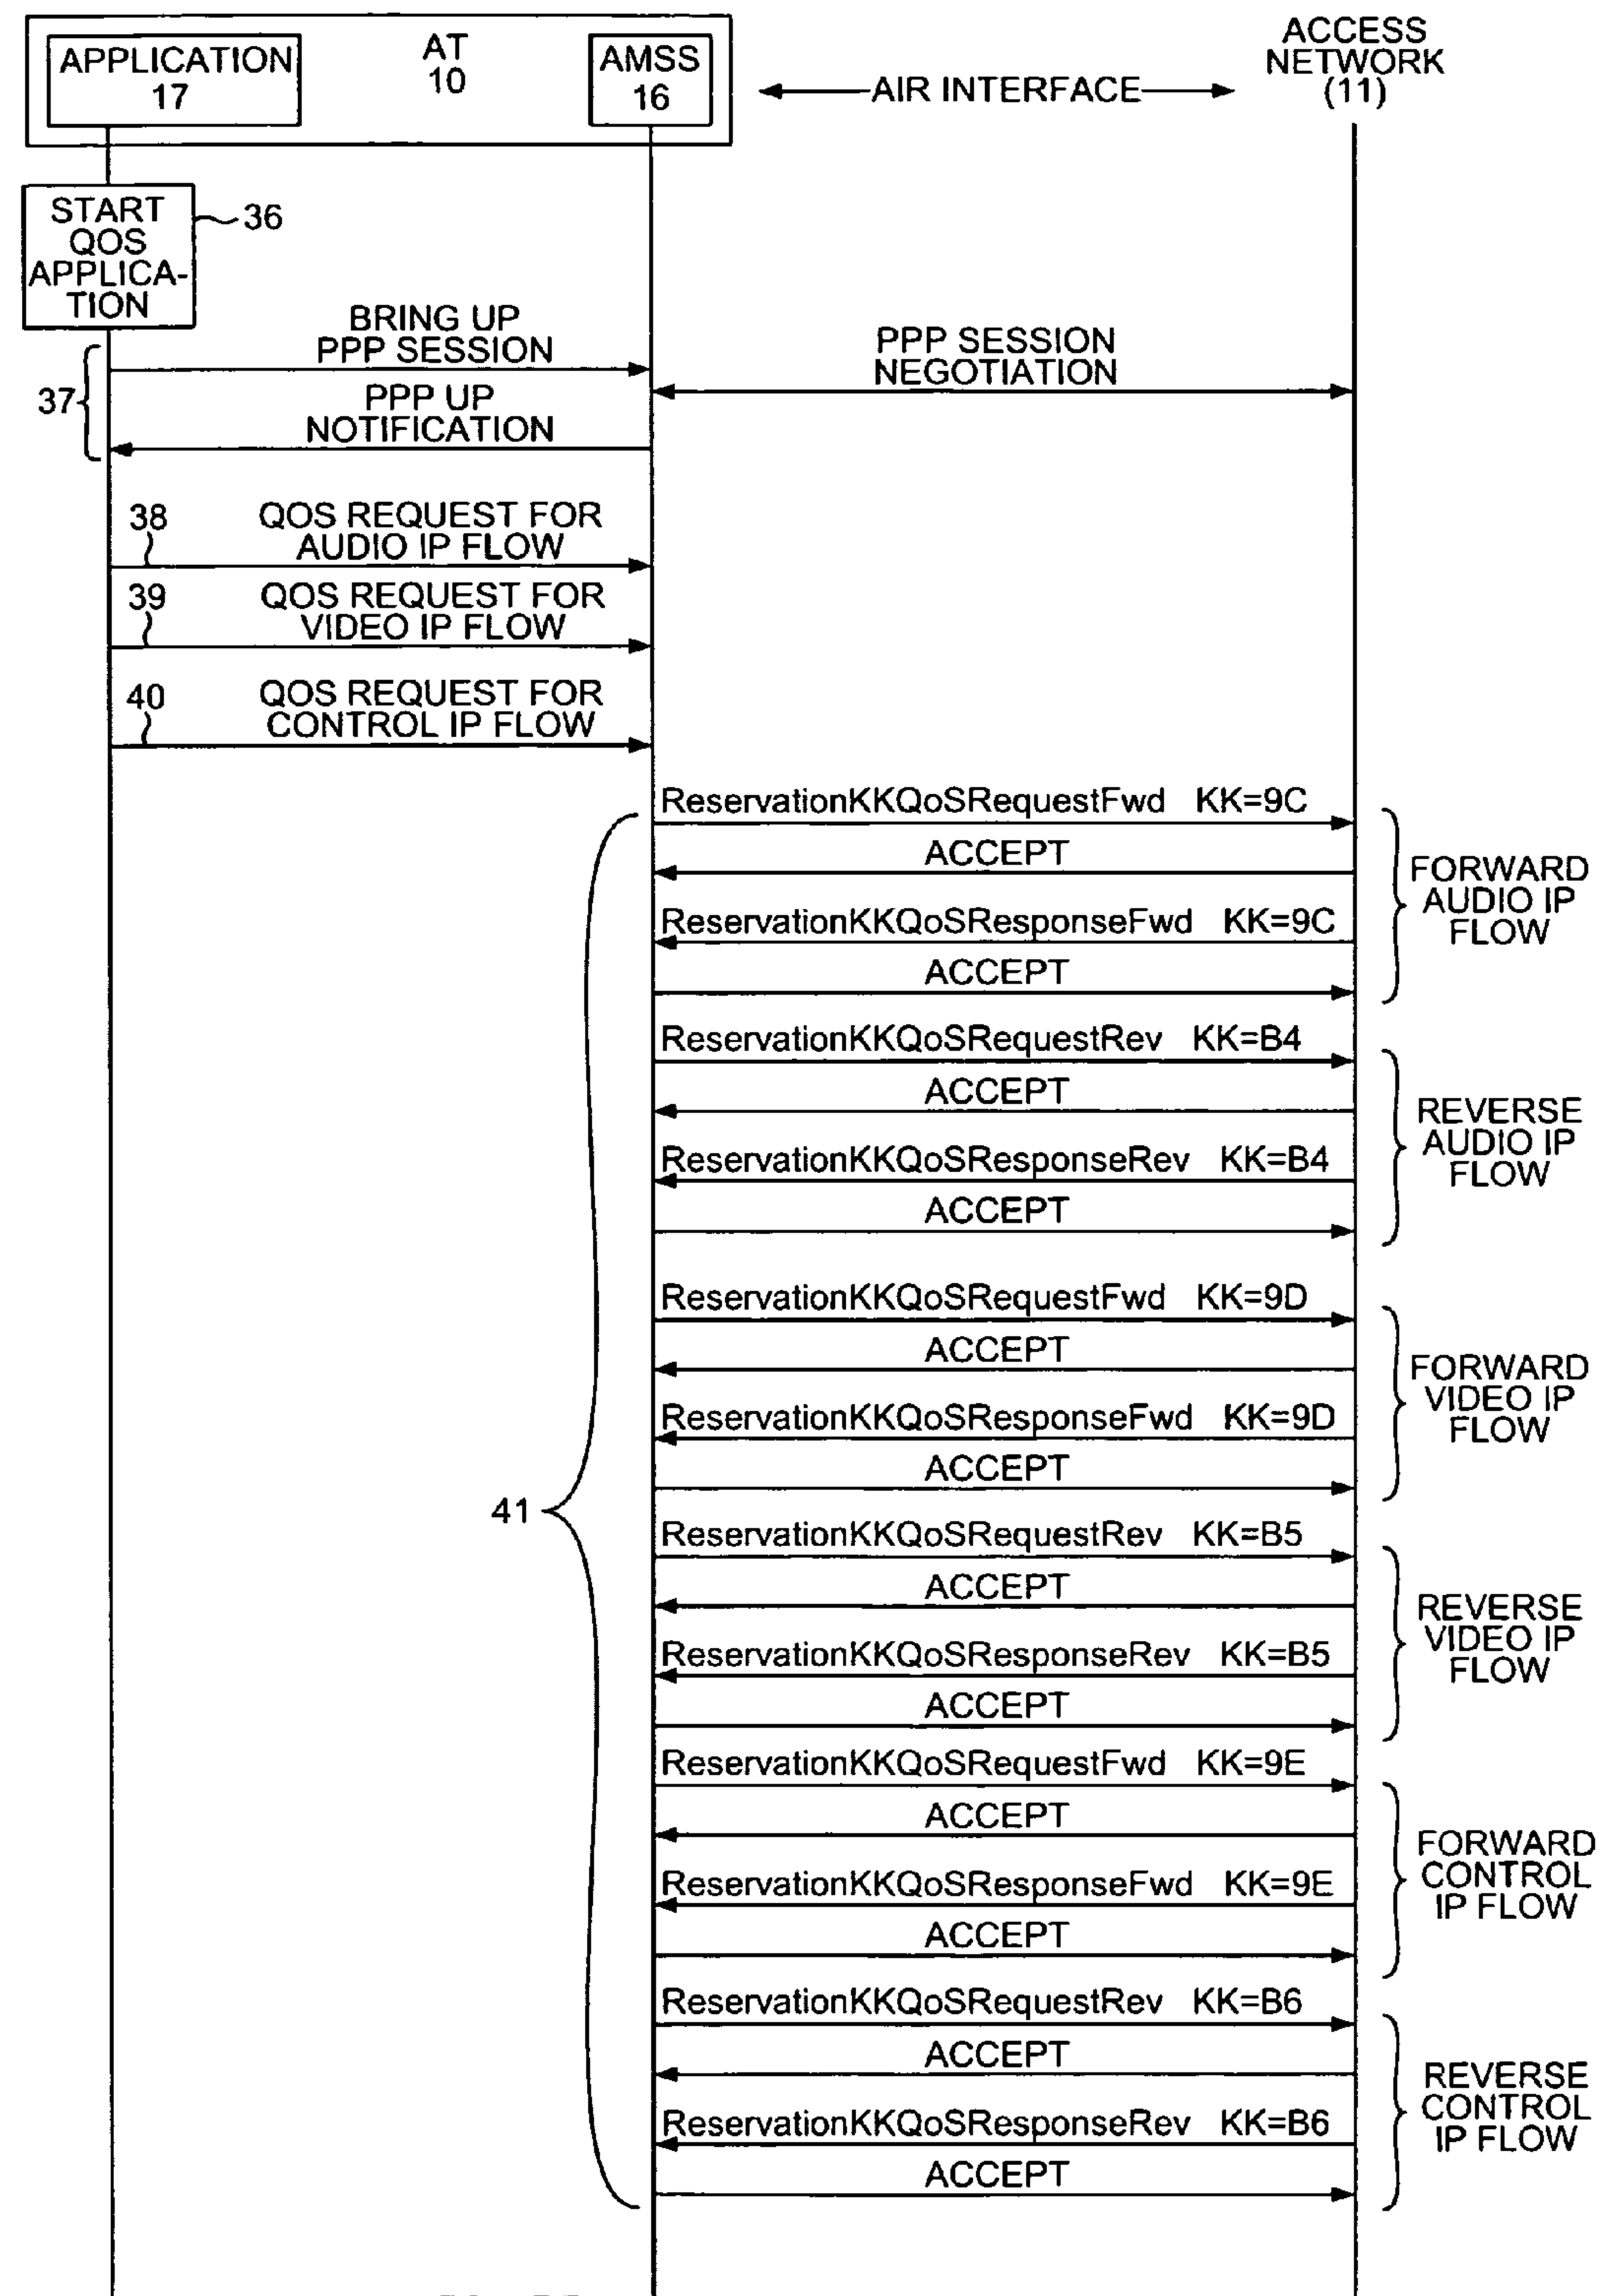 APPLICATION
17
AT
10
AMSS
16
AIR INTERFACE
ACCESS
NETWORK
(11)
START
QOS
APPLICA-
TION
36
BRING UP
PPP SESSION
PPP SESSION
NEGOTIATION
37
PPP UP
NOTIFICATION
38
QOS REQUEST FOR
AUDIO IP FLOW
39
QOS REQUEST FOR
VIDEO IP FLOW
40
QOS REQUEST FOR
CONTROL IP FLOW
ReservationKKQoSRequestFwd KK=9C
ACCEPT
ReservationKKQoSResponseFwd KK=9C
ACCEPT
FORWARD
AUDIO IP
FLOW
ReservationKKQoSRequestRev KK=B4
ACCEPT
ReservationKKQoSResponseRev KK=B4
ACCEPT
REVERSE
AUDIO IP
FLOW
ReservationKKQoSRequestFwd KK=9D
ACCEPT
ReservationKKQoSResponseFwd KK=9D
ACCEPT
FORWARD
VIDEO IP
FLOW
41
ReservationKKQoSRequestRev KK=B5
ACCEPT
ReservationKKQoSResponseRev KK=B5
ACCEPT
REVERSE
VIDEO IP
FLOW
ReservationKKQoSRequestFwd KK=9E
ACCEPT
ReservationKKQoSResponseFwd KK=9E
ACCEPT
FORWARD
CONTROL
IP FLOW
ReservationKKQoSRequestRev KK=B6
ACCEPT
ReservationKKQoSResponseRev KK=B6
ACCEPT
REVERSE
CONTROL
IP FLOW